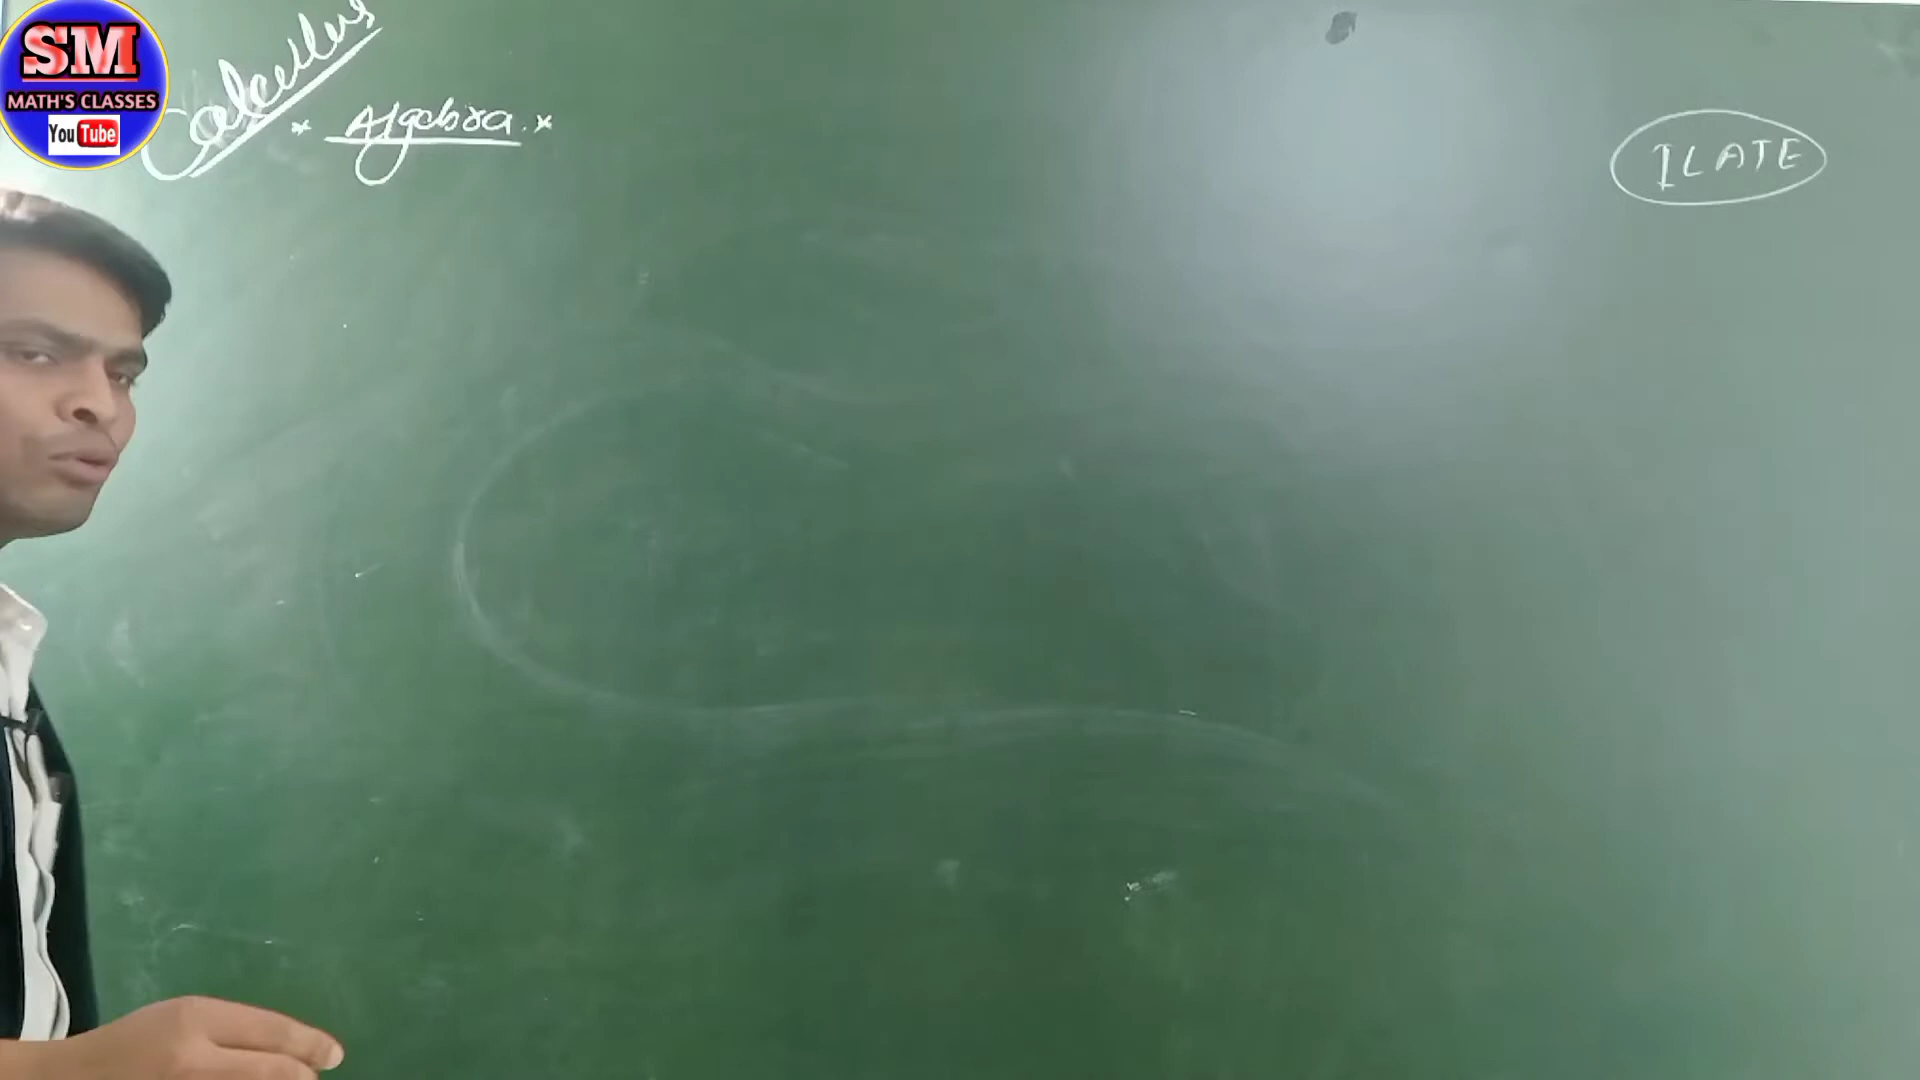 SM
MATH'S CLASSES
YouTube
Calculus
* Algebra. *
ILATE